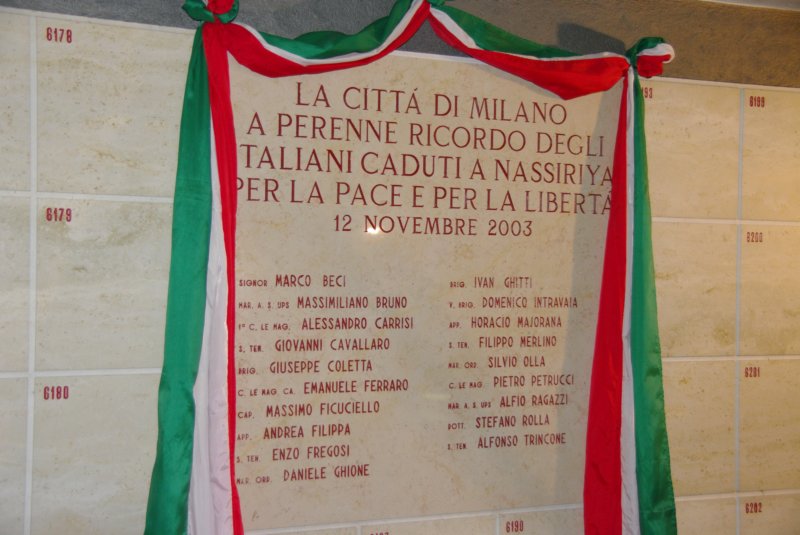 6178
6179
6180
LA CITTÁ DI MILANO
A PERENNE RICORDO DEGLI
TALIANI CADUTI A NASSIRIYA
PER LA PACE E PER LA LIBERTÁ
12 NOVEMBRE 2003
SIGNOR MARCO BECI
MAR. A. S. UPS MASSIMILIANO BRUNO
1° C. LE MAG. ALESSANDRO CARRISI
S. TEN. GIOVANNI CAVALLARO
BRIG. GIUSEPPE COLETTA
C. LE MAG. CA. EMANUELE FERRARO
CAP. MASSIMO FICUCIELLO
APP. ANDREA FILIPPA
S. TEN. ENZO FREGOSI
MAR. ORD. DANIELE GHIONE
BRIG. IVAN GHITTI
V. BRIG. DOMENICO INTRAVAIA
APP. HORACIO MAJORANA
S. TEN. FILIPPO MERLINO
MAR. ORD. SILVIO OLLA
C. LE MAG. PIETRO PETRUCCI
MAR. A. S. UPS ALFIO RAGAZZI
DOTT. STEFANO ROLLA
S. TEN. ALFONSO TRINCONE
6190
93
6199
6200
6201
6202